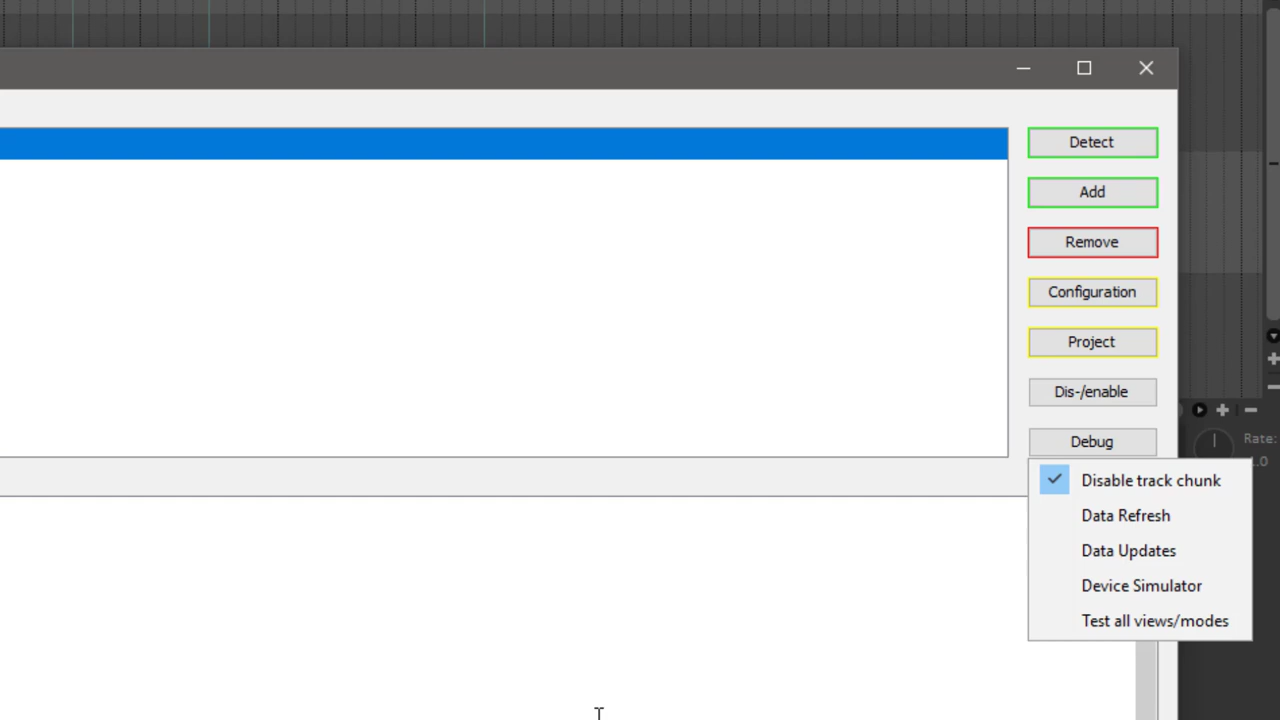 Detect
Add
Remove
Configuration
Project
Dis-/enable
Debug
Rate:
.0
Disable track chunk
Data Refresh
Data Updates
Device Simulator
Test all views/modes